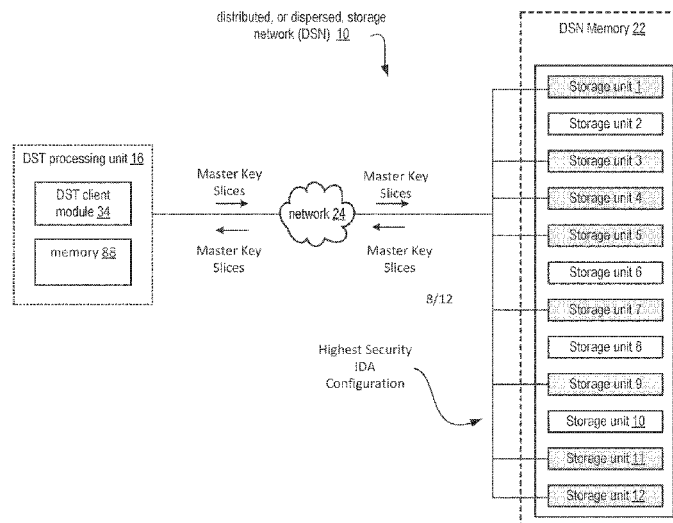 distributed, or dispersed, storage
network (DSN) 10
DSN Memory 22
Storage unit 1
Storage unit 2
Storage unit 3
Storage unit 4
Storage unit 5
Storage unit 6
Storage unit 7
Storage unit 8
Storage unit 9
Storage unit 10
Storage unit 11
Storage unit 12
DST processing unit 16
DST client
module 34
memory 88
Master Key
Slices
Master Key
Slices
network 24
Master Key
Slices
Master Key
Slices
8/12
Highest Security
IDA
Configuration